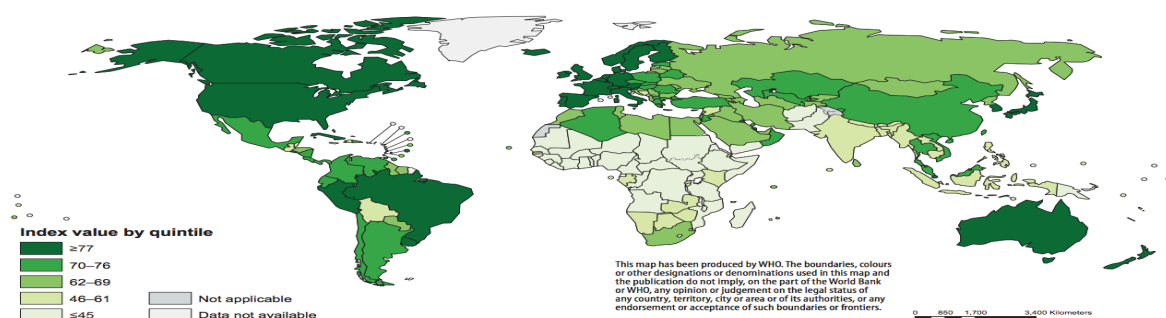 Index value by quintile
≥77
70–76
62–69
46–61
≤45
Not applicable
Data not available
This map has been produced by WHO. The boundaries, colours
or other designations or denominations used in this map and
the publication do not imply, on the part of the World Bank
or WHO, any opinion or judgement on the legal status of
any country, territory, city or area or of its authorities, or any
endorsement or acceptance of such boundaries or frontiers.
0 850 1,700 3,400 Kilometers